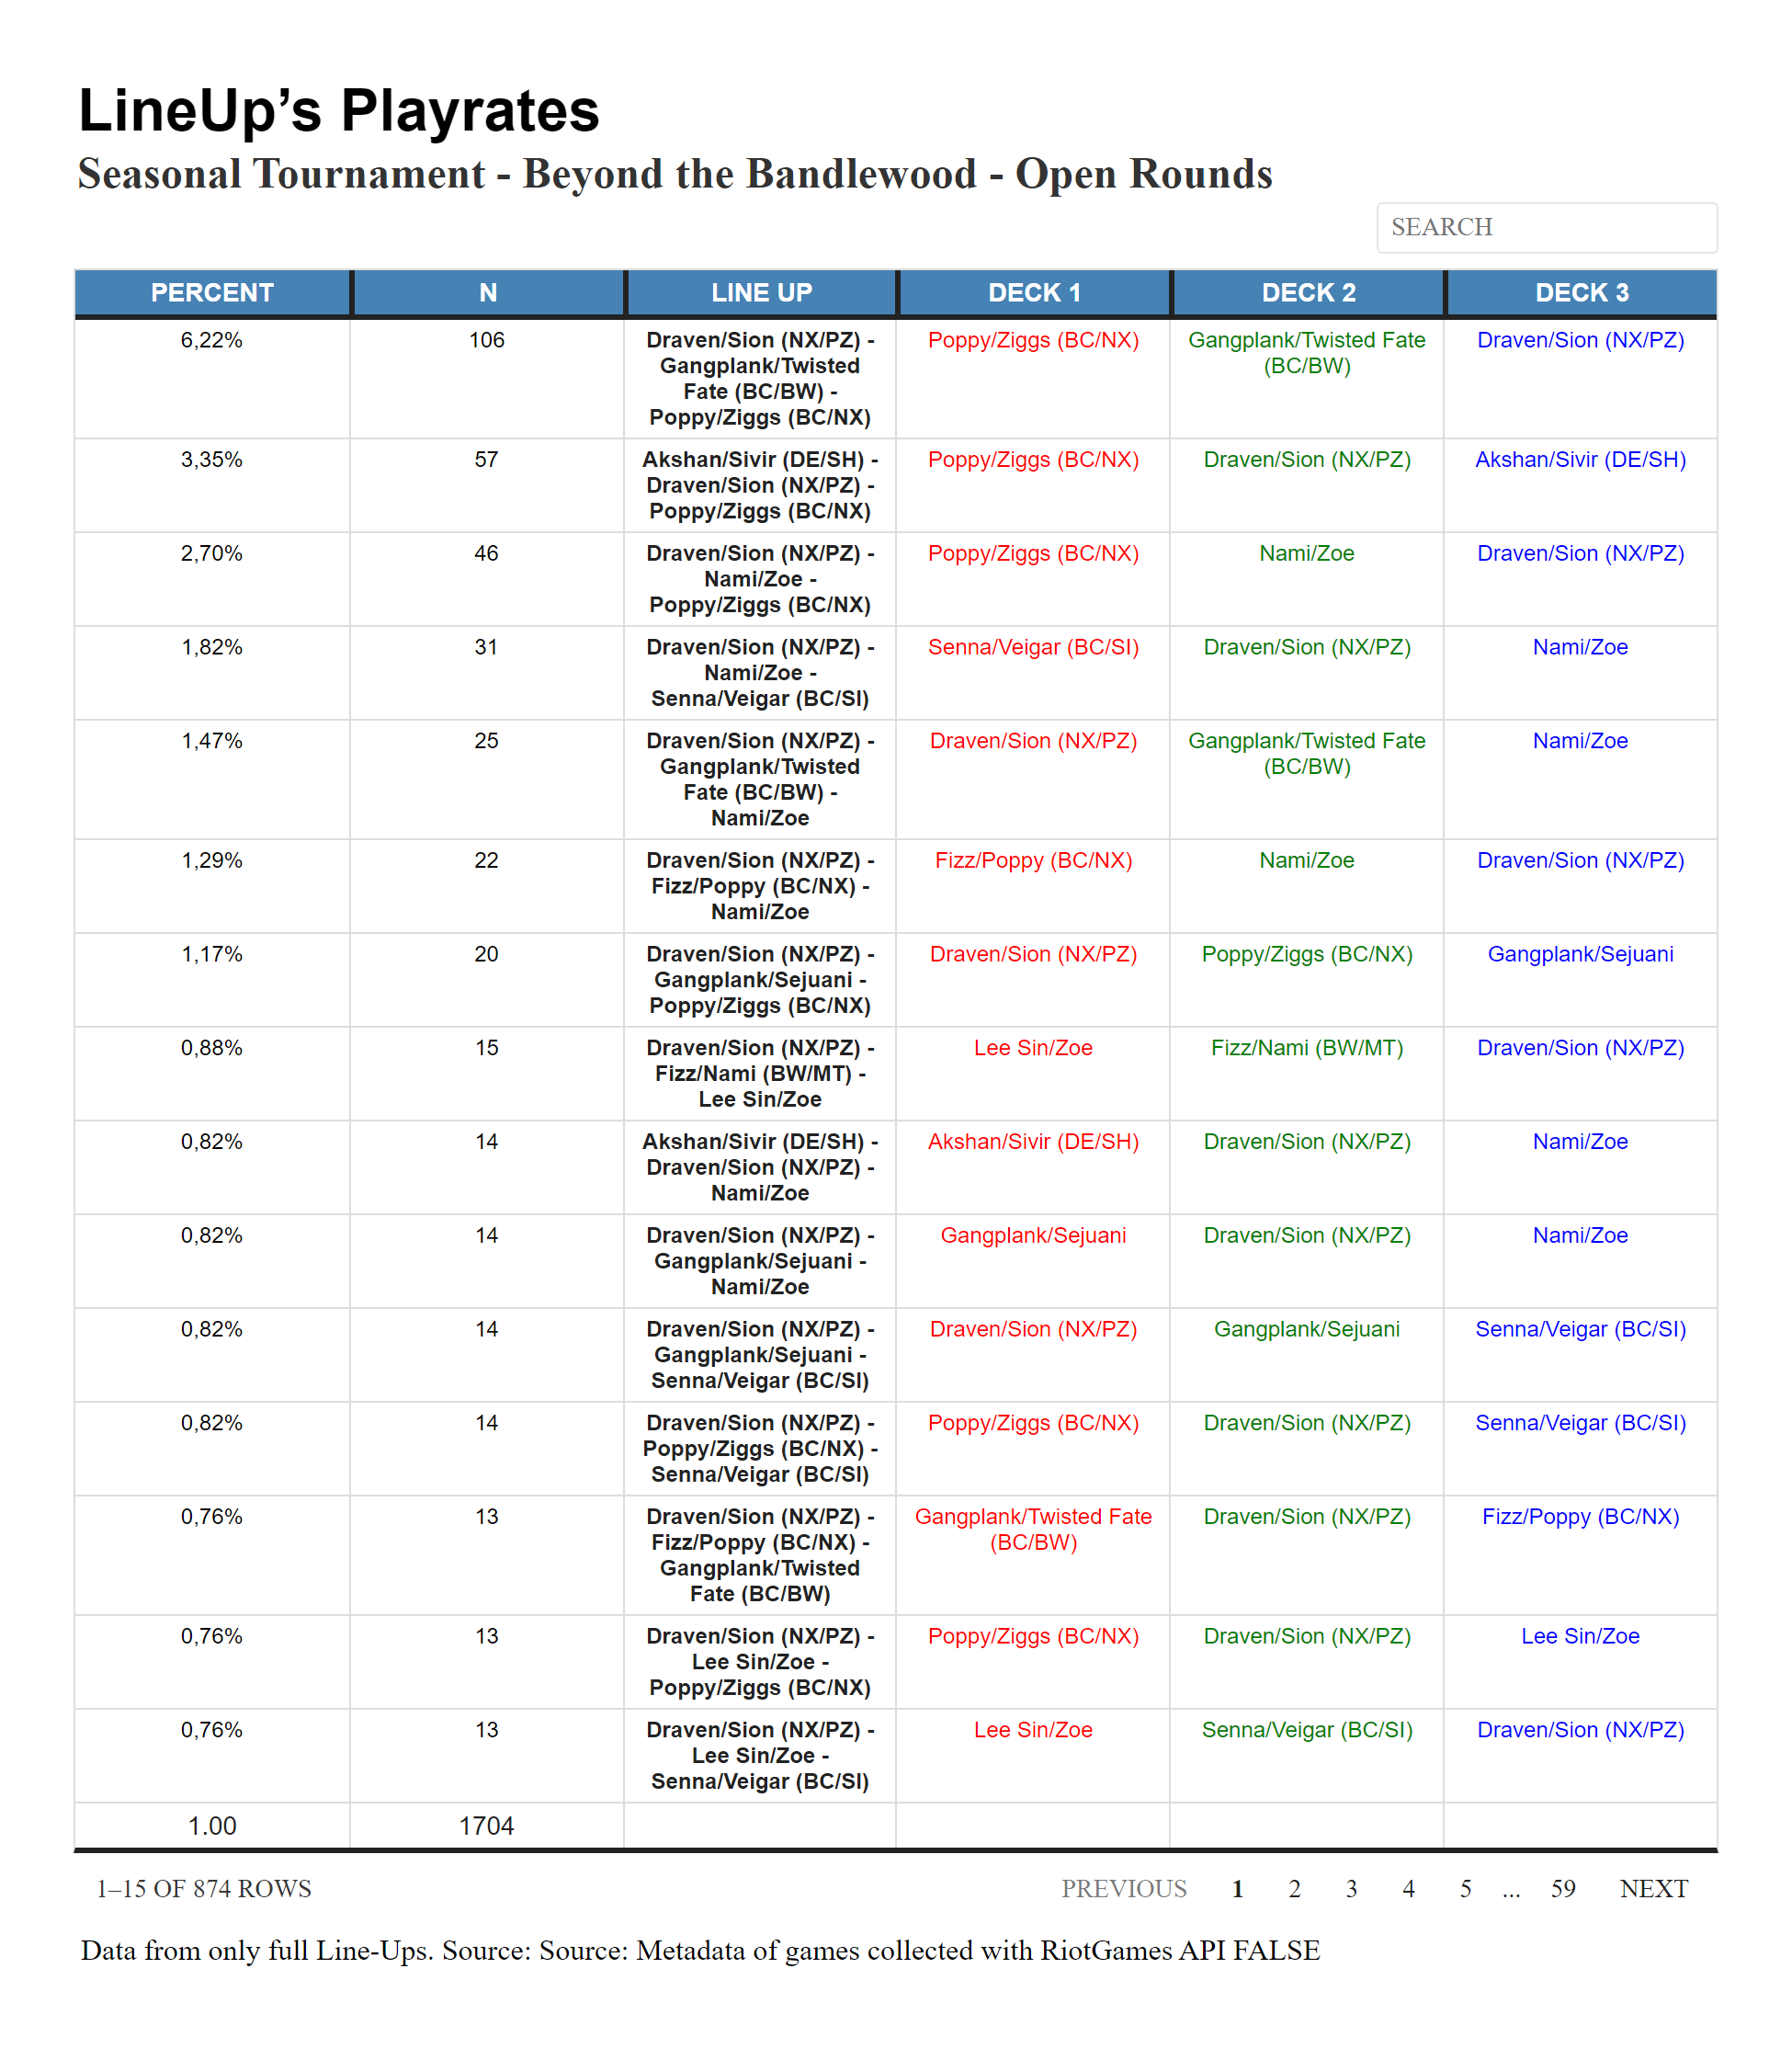 LineUp’s Playrates
Seasonal Tournament - Beyond the Bandlewood - Open Rounds
SEARCH
PERCENT N LINE UP DECK 1 DECK 2 DECK 3
6,22% 106 Draven/Sion (NX/PZ) - Poppy/Ziggs (BC/NX) Gangplank/Twisted Fate Draven/Sion (NX/PZ)
Gangplank/Twisted (BC/BW)
Fate (BC/BW) -
Poppy/Ziggs (BC/NX)
3,35% 57 Akshan/Sivir (DE/SH) - Poppy/Ziggs (BC/NX) Draven/Sion (NX/PZ) Akshan/Sivir (DE/SH)
Draven/Sion (NX/PZ) -
Poppy/Ziggs (BC/NX)
2,70% 46 Draven/Sion (NX/PZ) - Poppy/Ziggs (BC/NX) Nami/Zoe Draven/Sion (NX/PZ)
Nami/Zoe -
Poppy/Ziggs (BC/NX)
1,82% 31 Draven/Sion (NX/PZ) - Senna/Veigar (BC/SI) Draven/Sion (NX/PZ) Nami/Zoe
Nami/Zoe -
Senna/Veigar (BC/SI)
1,47% 25 Draven/Sion (NX/PZ) - Draven/Sion (NX/PZ) Gangplank/Twisted Fate Nami/Zoe
Gangplank/Twisted (BC/BW)
Fate (BC/BW) -
Nami/Zoe
1,29% 22 Draven/Sion (NX/PZ) - Fizz/Poppy (BC/NX) Nami/Zoe Draven/Sion (NX/PZ)
Fizz/Poppy (BC/NX) -
Nami/Zoe
1,17% 20 Draven/Sion (NX/PZ) - Draven/Sion (NX/PZ) Poppy/Ziggs (BC/NX) Gangplank/Sejuani
Gangplank/Sejuani -
Poppy/Ziggs (BC/NX)
0,88% 15 Draven/Sion (NX/PZ) - Lee Sin/Zoe Fizz/Nami (BW/MT) Draven/Sion (NX/PZ)
Fizz/Nami (BW/MT) -
Lee Sin/Zoe
0,82% 14 Akshan/Sivir (DE/SH) - Akshan/Sivir (DE/SH) Draven/Sion (NX/PZ) Nami/Zoe
Draven/Sion (NX/PZ) -
Nami/Zoe
0,82% 14 Draven/Sion (NX/PZ) - Gangplank/Sejuani Draven/Sion (NX/PZ) Nami/Zoe
Gangplank/Sejuani -
Nami/Zoe
0,82% 14 Draven/Sion (NX/PZ) - Draven/Sion (NX/PZ) Gangplank/Sejuani Senna/Veigar (BC/SI)
Gangplank/Sejuani -
Senna/Veigar (BC/SI)
0,82% 14 Draven/Sion (NX/PZ) - Poppy/Ziggs (BC/NX) Draven/Sion (NX/PZ) Senna/Veigar (BC/SI)
Poppy/Ziggs (BC/NX) -
Senna/Veigar (BC/SI)
0,76% 13 Draven/Sion (NX/PZ) - Gangplank/Twisted Fate Draven/Sion (NX/PZ) Fizz/Poppy (BC/NX)
Fizz/Poppy (BC/NX) - (BC/BW)
Gangplank/Twisted
Fate (BC/BW)
0,76% 13 Draven/Sion (NX/PZ) - Poppy/Ziggs (BC/NX) Draven/Sion (NX/PZ) Lee Sin/Zoe
Lee Sin/Zoe -
Poppy/Ziggs (BC/NX)
0,76% 13 Draven/Sion (NX/PZ) - Lee Sin/Zoe Senna/Veigar (BC/SI) Draven/Sion (NX/PZ)
Lee Sin/Zoe -
Senna/Veigar (BC/SI)
1.00 1704
1–15 OF 874 ROWS PREVIOUS 1 2 3 4 5 ... 59 NEXT
Data from only full Line-Ups. Source: Source: Metadata of games collected with RiotGames API FALSE